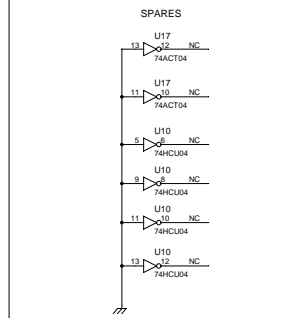 SPARES
U17
13 12 NC
74ACT04
U17
11 10 NC
74ACT04
U10
5 6 NC
74HCU04
U10
9 8 NC
74HCU04
U10
11 10 NC
74HCU04
U10
13 12 NC
74HCU04